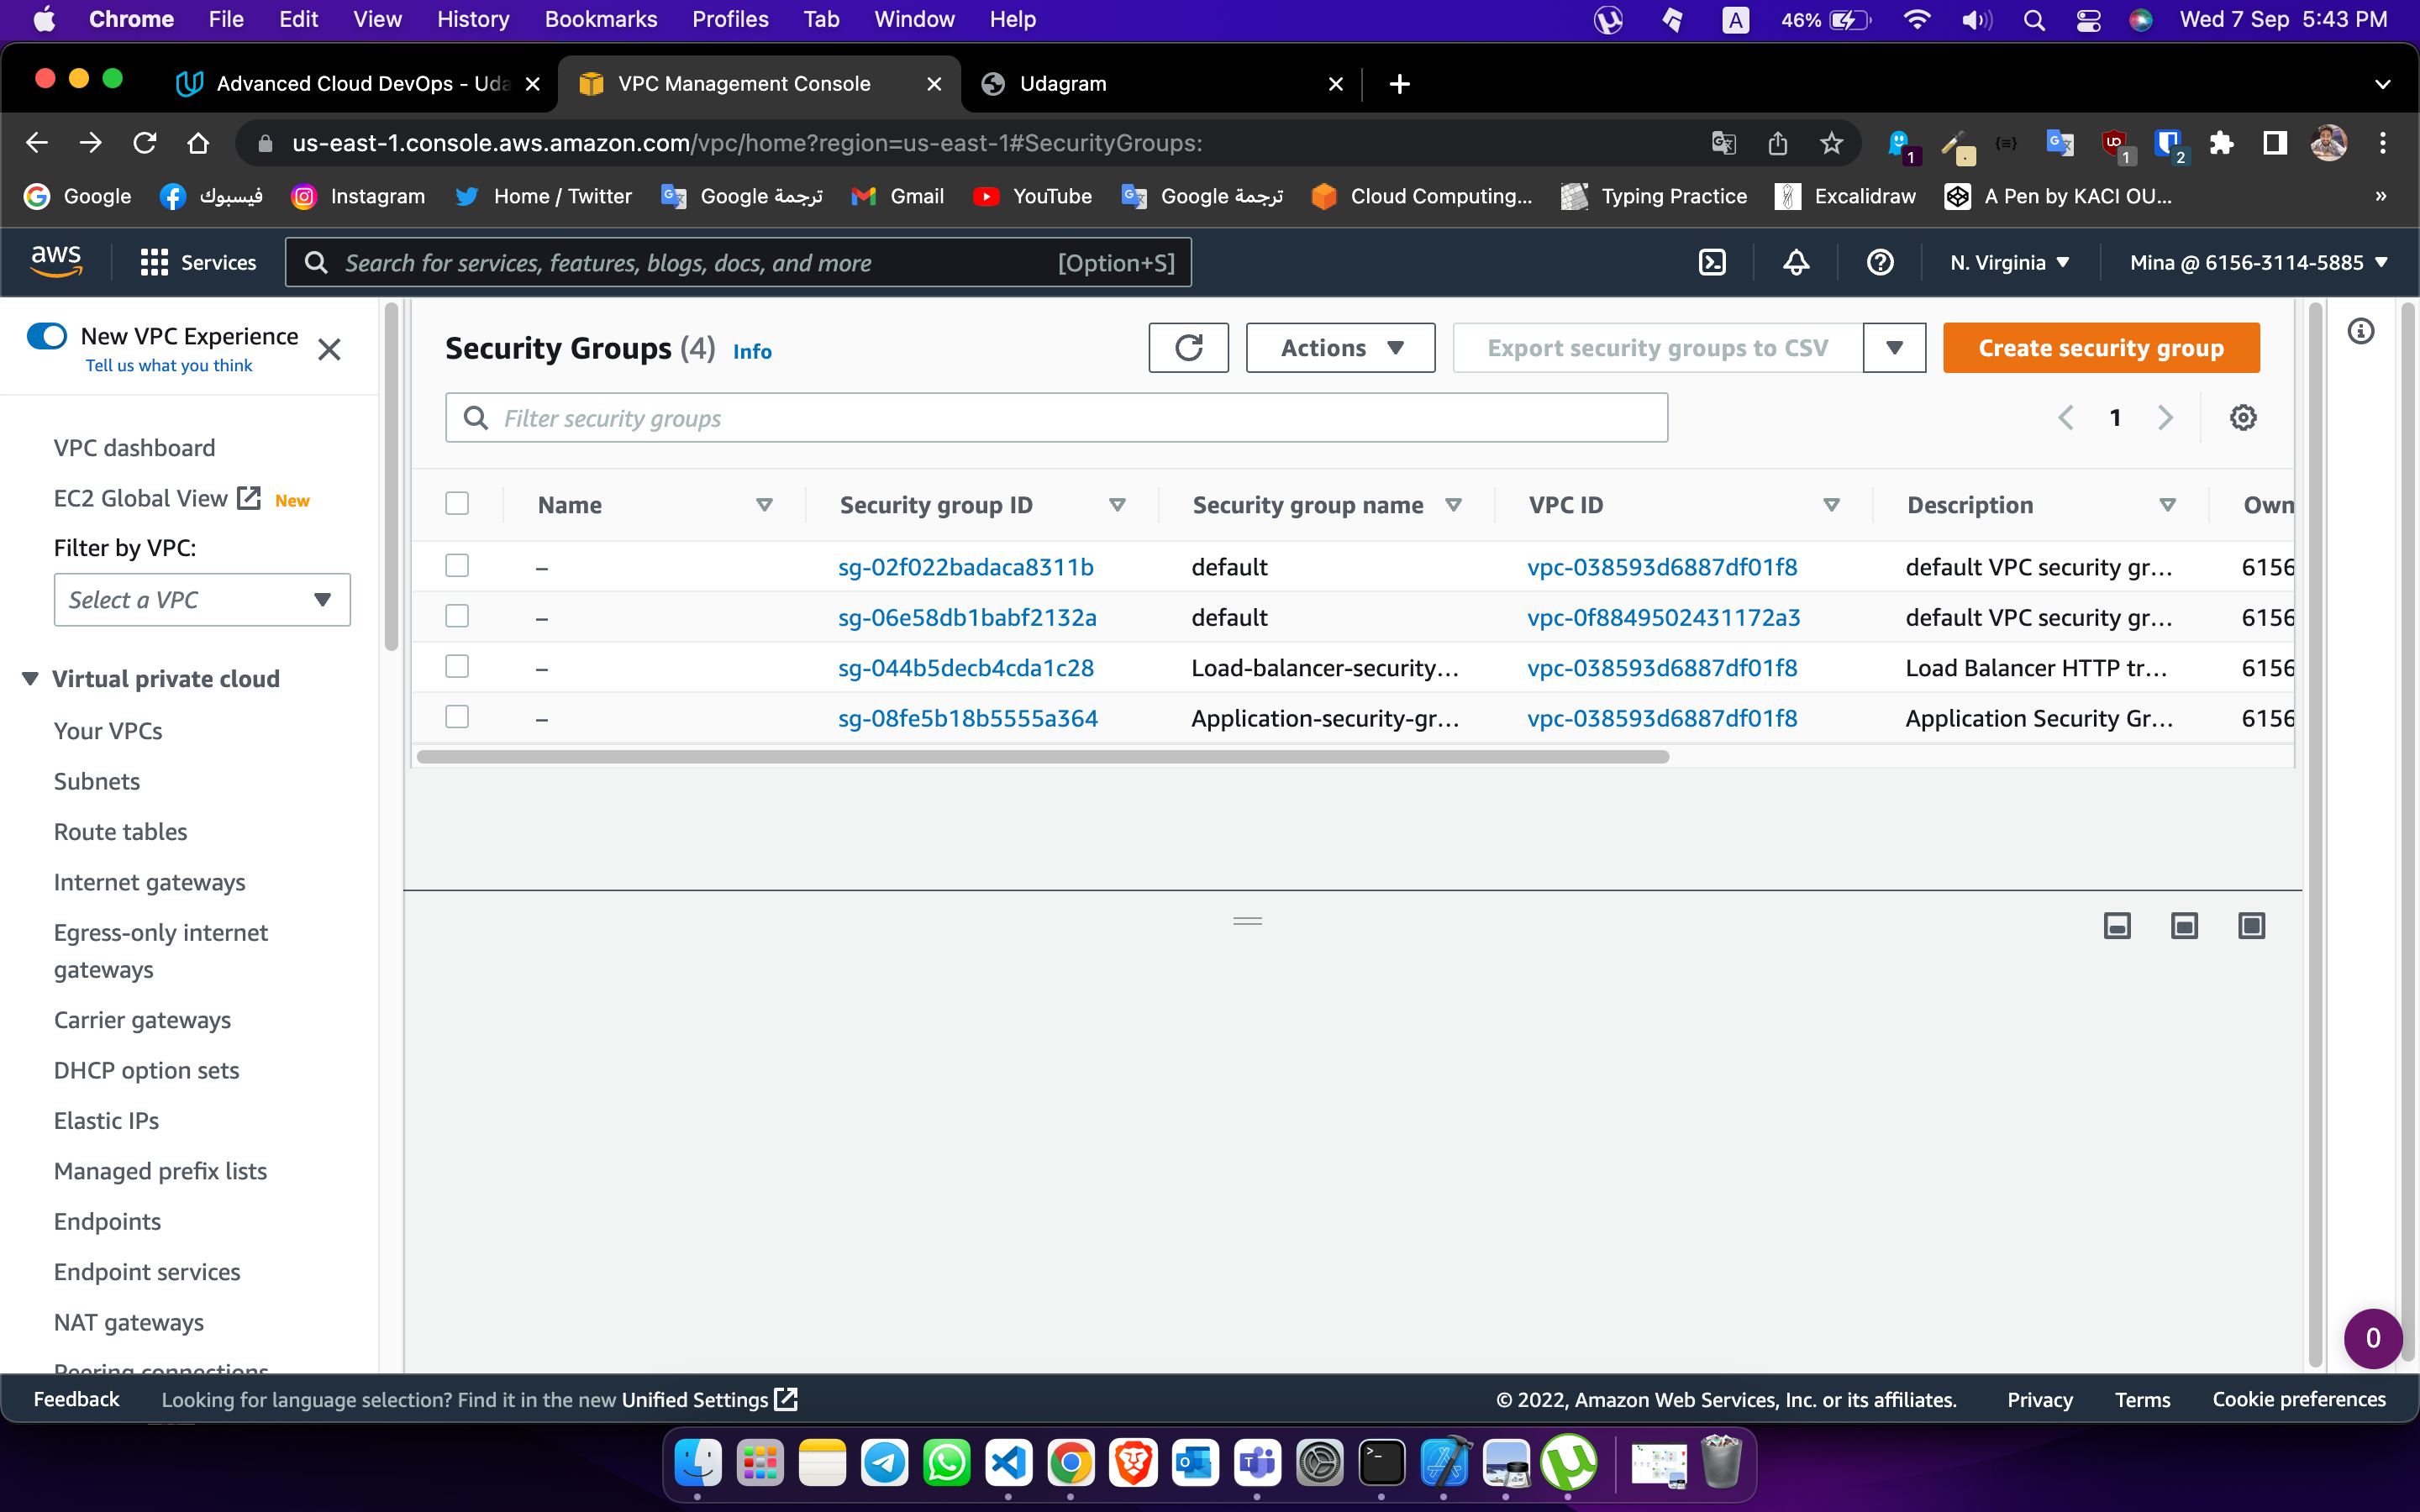 Chrome File Edit View History Bookmarks Profiles Tab Window Help A 46% Wed 7 Sep 5:43 PM
Advanced Cloud DevOps - Uda VPC Management Console Udagram
us-east-1.console.aws.amazon.com/vpc/home?region=us-east-1#SecurityGroups: 1 1 2
Google فيسبوك Instagram Home / Twitter ترجمة Google Gmail YouTube ترجمة Google Cloud Computing... Typing Practice Excalidraw A Pen by KACI OU... »
aws Services Search for services, features, blogs, docs, and more [Option+S] N. Virginia Mina @ 6156-3114-5885
New VPC Experience
Tell us what you think
VPC dashboard
EC2 Global View New
Filter by VPC:
Select a VPC
Virtual private cloud
Your VPCs
Subnets
Route tables
Internet gateways
Egress-only internet
gateways
Carrier gateways
DHCP option sets
Elastic IPs
Managed prefix lists
Endpoints
Endpoint services
NAT gateways
Peering connections
Security Groups (4) Info Actions Export security groups to CSV Create security group
Filter security groups 1
Name Security group ID Security group name VPC ID Description Own
– sg-02f022badaca8311b default vpc-038593d6887df01f8 default VPC security gr... 6156
– sg-06e58db1babf2132a default vpc-0f8849502431172a3 default VPC security gr... 6156
– sg-044b5decb4cda1c28 Load-balancer-security... vpc-038593d6887df01f8 Load Balancer HTTP tr... 6156
– sg-08fe5b18b5555a364 Application-security-gr... vpc-038593d6887df01f8 Application Security Gr... 6156
0
Feedback Looking for language selection? Find it in the new Unified Settings © 2022, Amazon Web Services, Inc. or its affiliates. Privacy Terms Cookie preferences